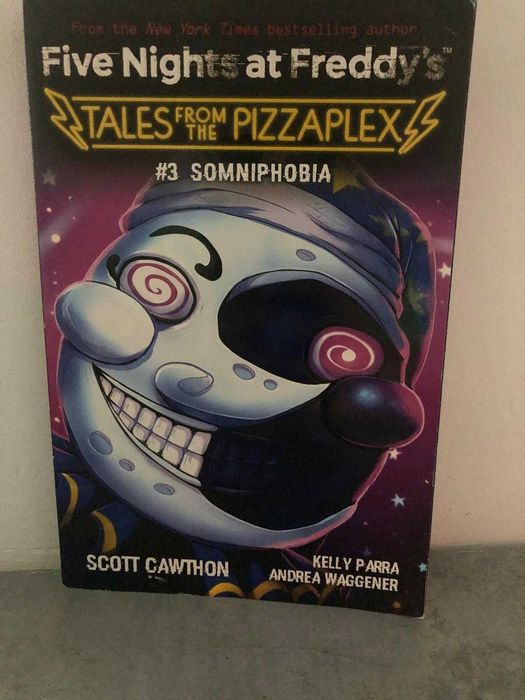 From the New York Times bestselling author
Five Nights at Freddy's™
TALES FROM THE PIZZAPLEX
#3 SOMNIPHOBIA
SCOTT CAWTHON
KELLY PARRA
ANDREA WAGGENER